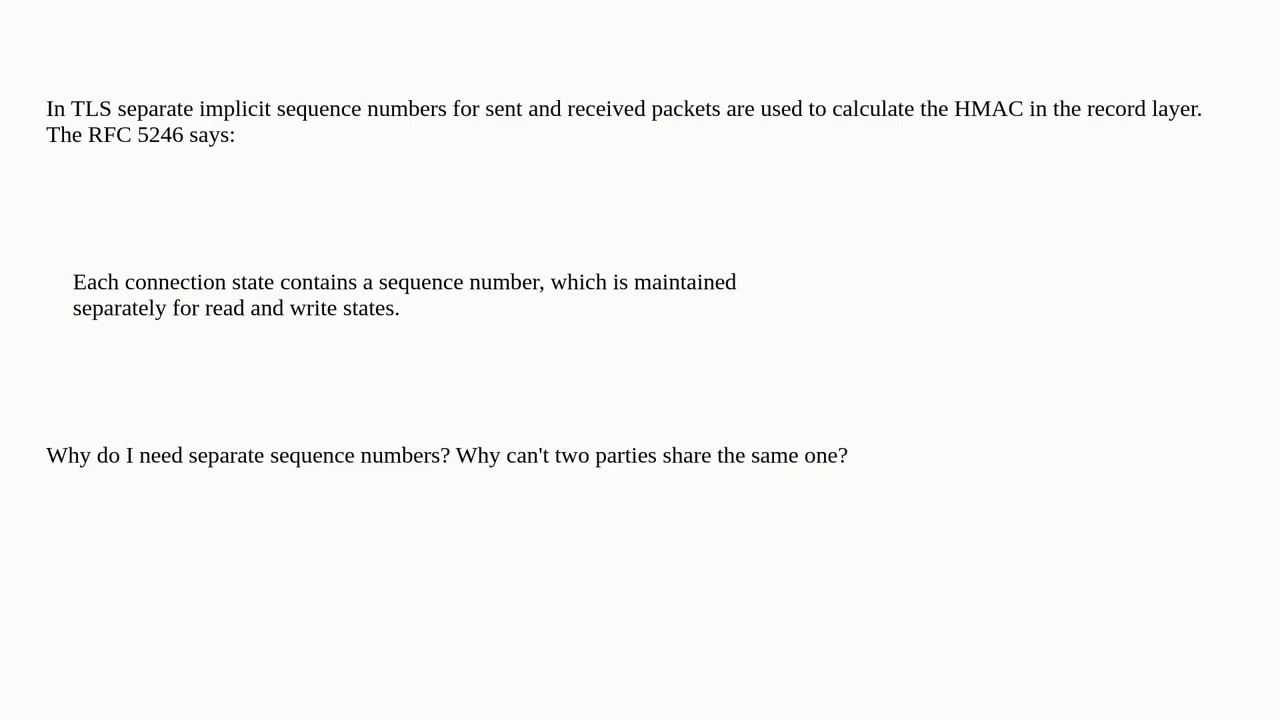 In TLS separate implicit sequence numbers for sent and received packets are used to calculate the HMAC in the record layer.
The RFC 5246 says:
Each connection state contains a sequence number, which is maintained
separately for read and write states.
Why do I need separate sequence numbers? Why can't two parties share the same one?